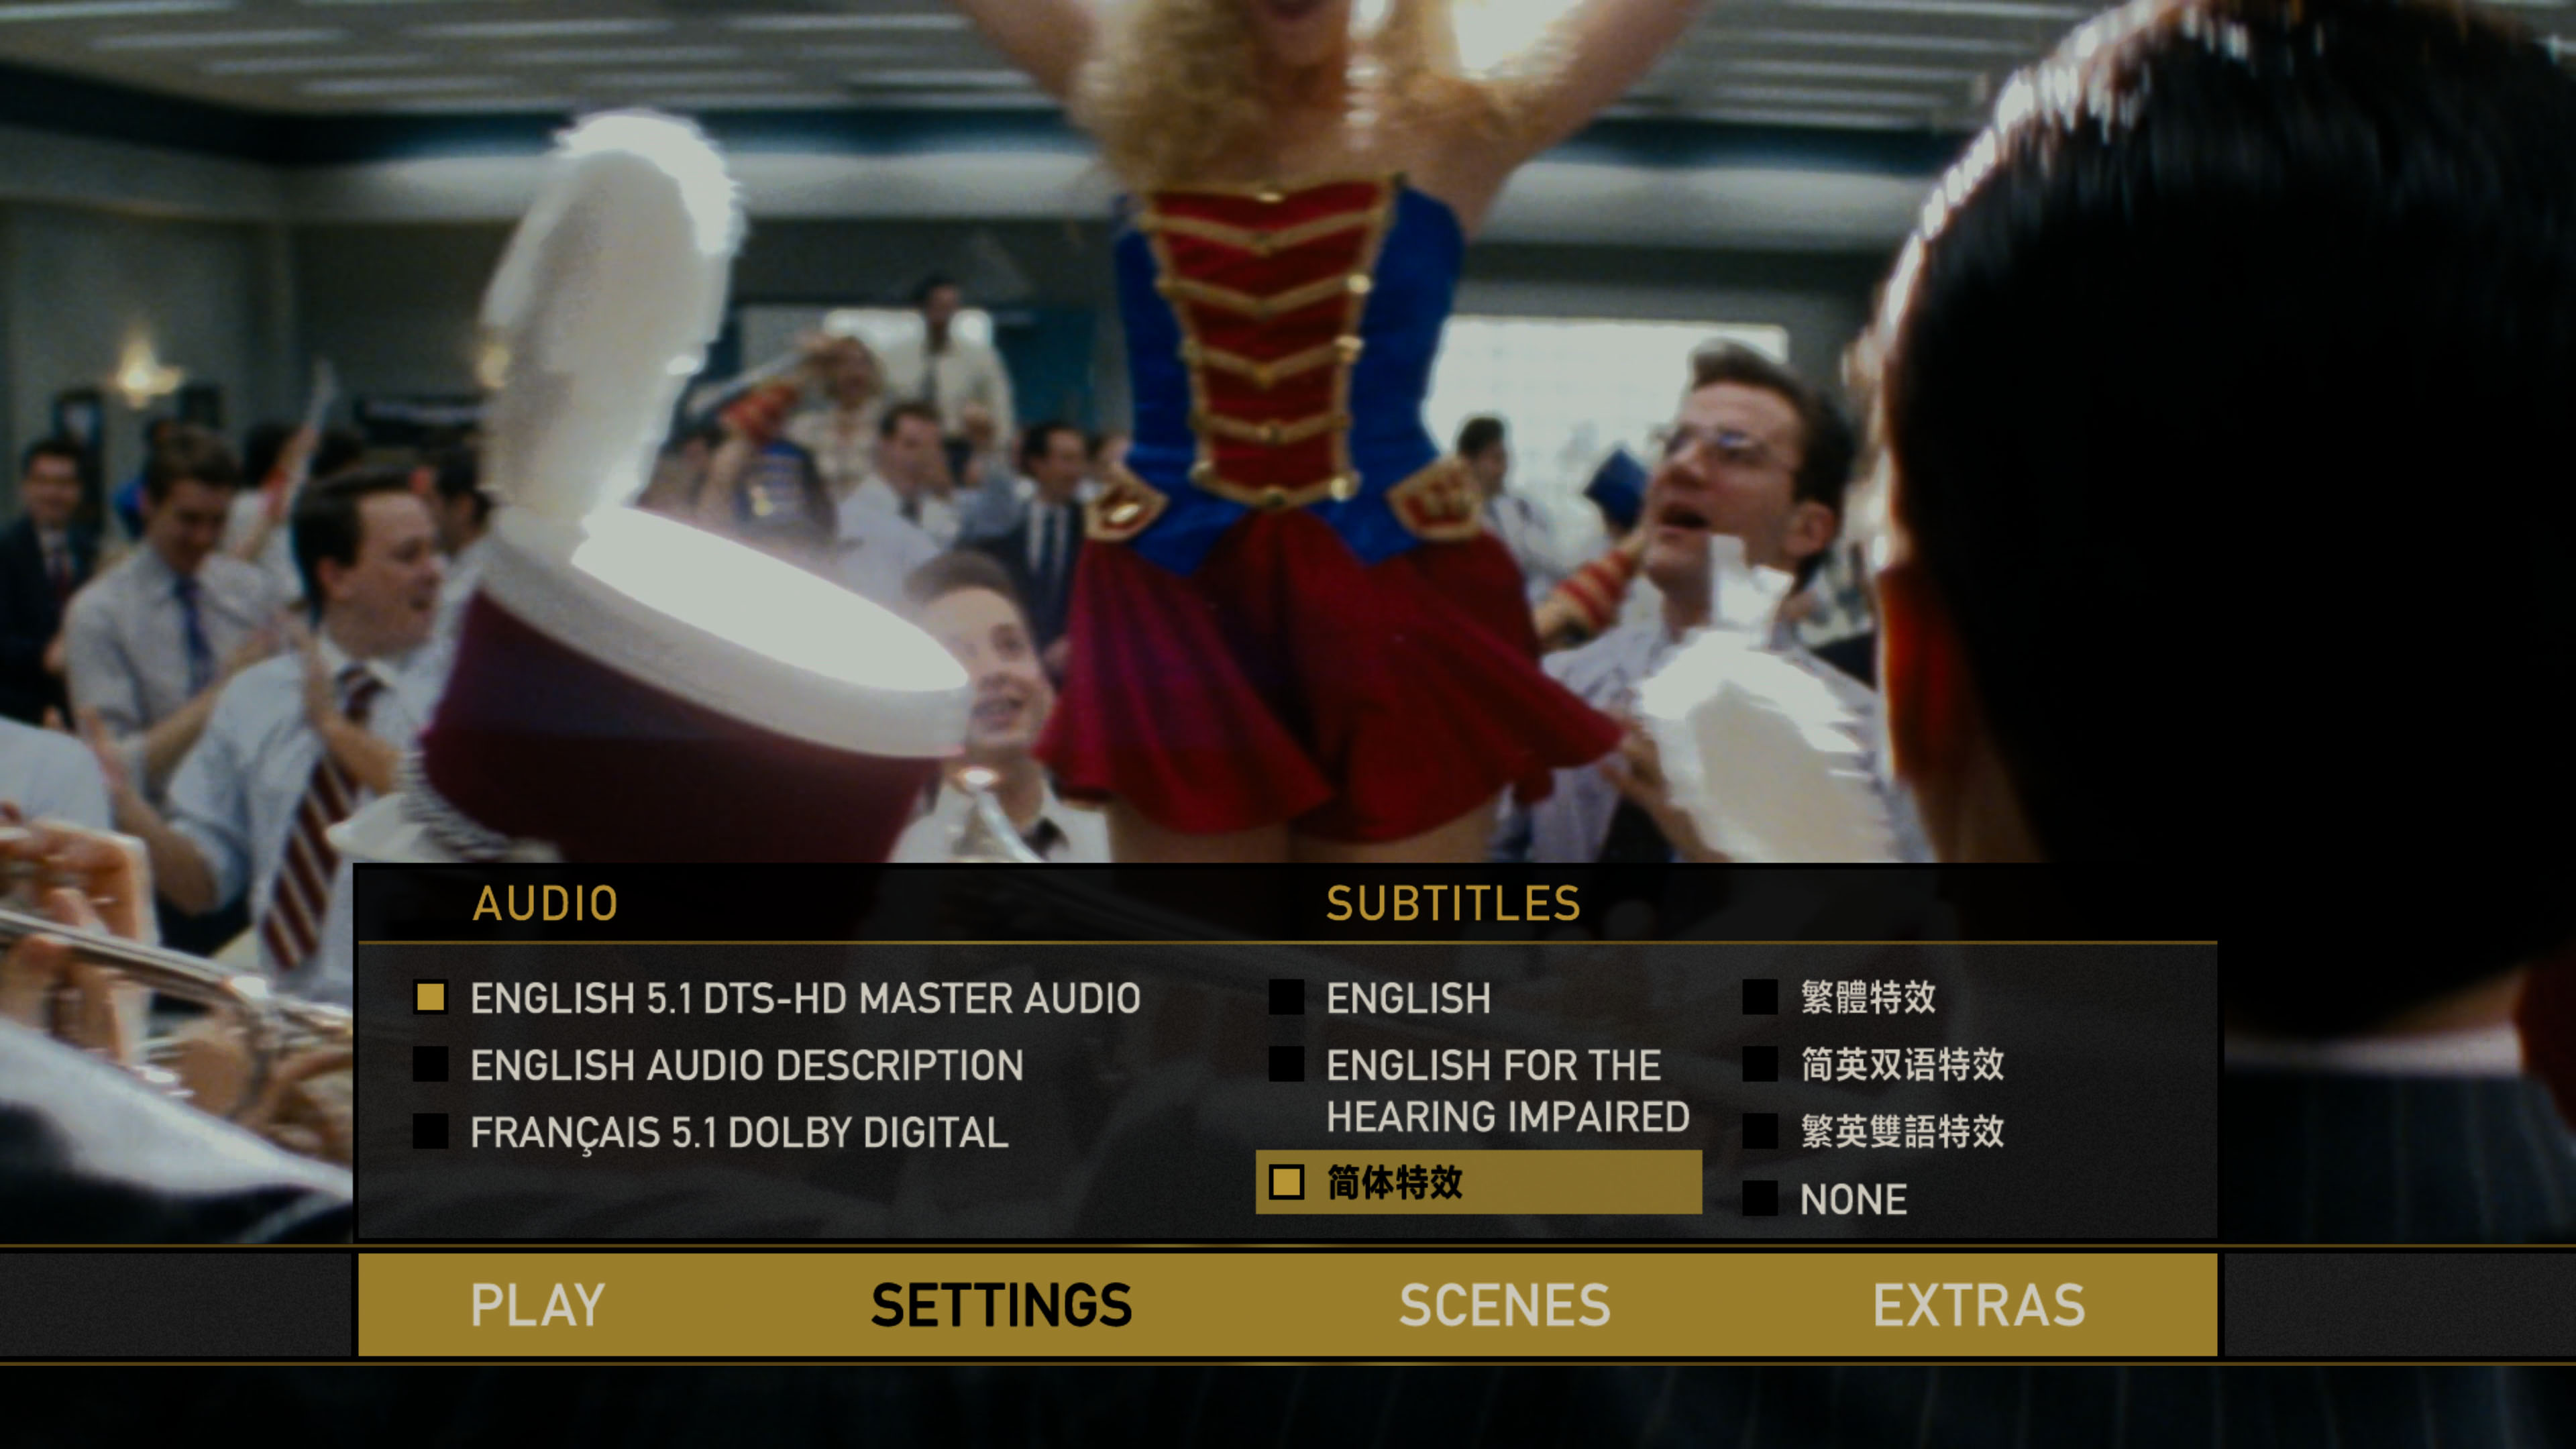 AUDIO
ENGLISH 5.1 DTS-HD MASTER AUDIO
ENGLISH AUDIO DESCRIPTION
FRANÇAIS 5.1 DOLBY DIGITAL
SUBTITLES
ENGLISH
ENGLISH FOR THE
HEARING IMPAIRED
简体特效
繁體特效
简英双语特效
繁英雙語特效
NONE
PLAY
SETTINGS
SCENES
EXTRAS